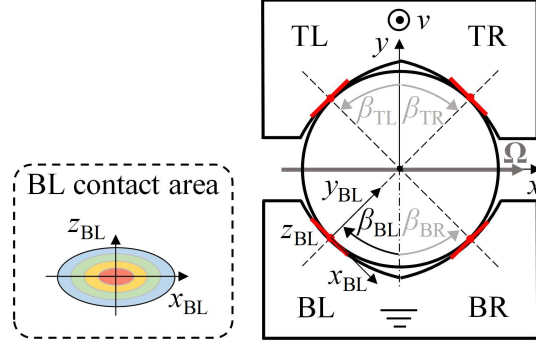 TL
v
TR
y
β_TL
β_TR
Ω
x
BL contact area
z_BL
x_BL
y_BL
z_BL
β_BL
β_BR
x_BL
BL
BR